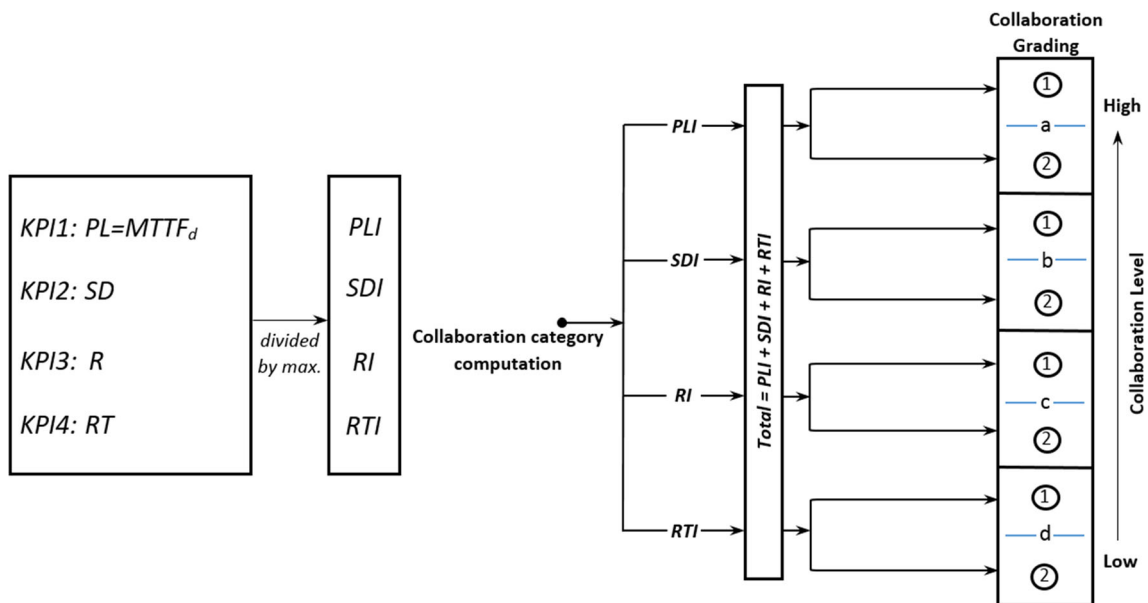 KPI1: PL=MTTFd
KPI2: SD
KPI3: R
KPI4: RT
divided
by max.
PLI
SDI
RI
RTI
Collaboration category
computation
PLI
SDI
RI
RTI
Total = PLI + SDI + RI + RTI
Collaboration
Grading
1
a
2
1
b
2
1
c
2
1
d
2
High
Collaboration Level
Low